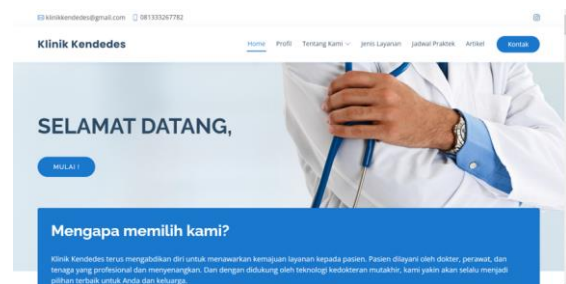 klinikkendedes@gmail.com 081333267782
Klinik Kendedes Home Profil Tentang Kami Jenis Layanan Jadwal Praktek Artikel Kontak
SELAMAT DATANG,
MULAI !
Mengapa memilih kami?
Klinik Kendedes terus mengabdikan diri untuk menawarkan kemajuan layanan kepada pasien. Pasien dilayani oleh dokter, perawat, dan
tenaga yang profesional dan menyenangkan. Dan dengan didukung oleh teknologi kedokteran mutakhir, kami yakin akan selalu menjadi
pilihan terbaik untuk Anda dan keluarga.